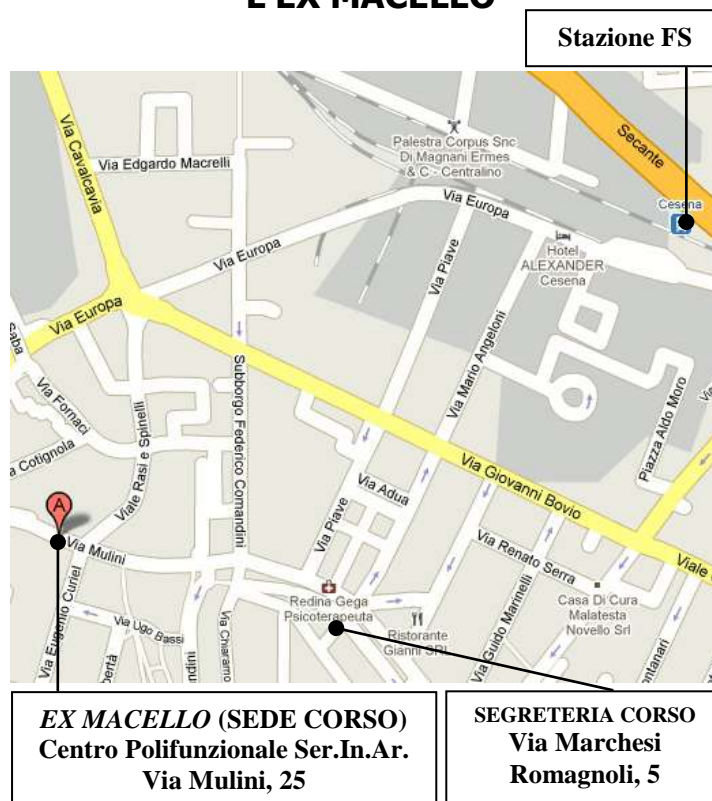 E EX MACELLO
Stazione FS
Via Cavalcavia
Via Edgardo Macrelli
Palestra Corpus Snc
Di Magnani Ermes
& C - Centralino
Secante
Cesena
Via Europa
Via Europa
Via Europa
Hotel
ALEXANDER
Cesena
Via Piave
Via Mario Angeloni
Saba
Via Fornaci
a Cotignola
Viale Rasi e Spinelli
Subborgo Federico Comandini
Piazza Aldo Moro
Via Giovanni Bovio
Via Adua
Via Piave
A
Via Mulini
Via Renato Serra
Viale
Via Eugenio Curiel
Via Ugo Bassi
bertà
ndini
Via Chiaramo
Redina Gega
Psicoterapeuta
Ristorante
Gianni SRL
Via Guido Marinelli
Casa Di Cura
Malatesta
Novello Srl
ontanari
EX MACELLO (SEDE CORSO)
Centro Polifunzionale Ser.In.Ar.
Via Mulini, 25
SEGRETERIA CORSO
Via Marchesi
Romagnoli, 5